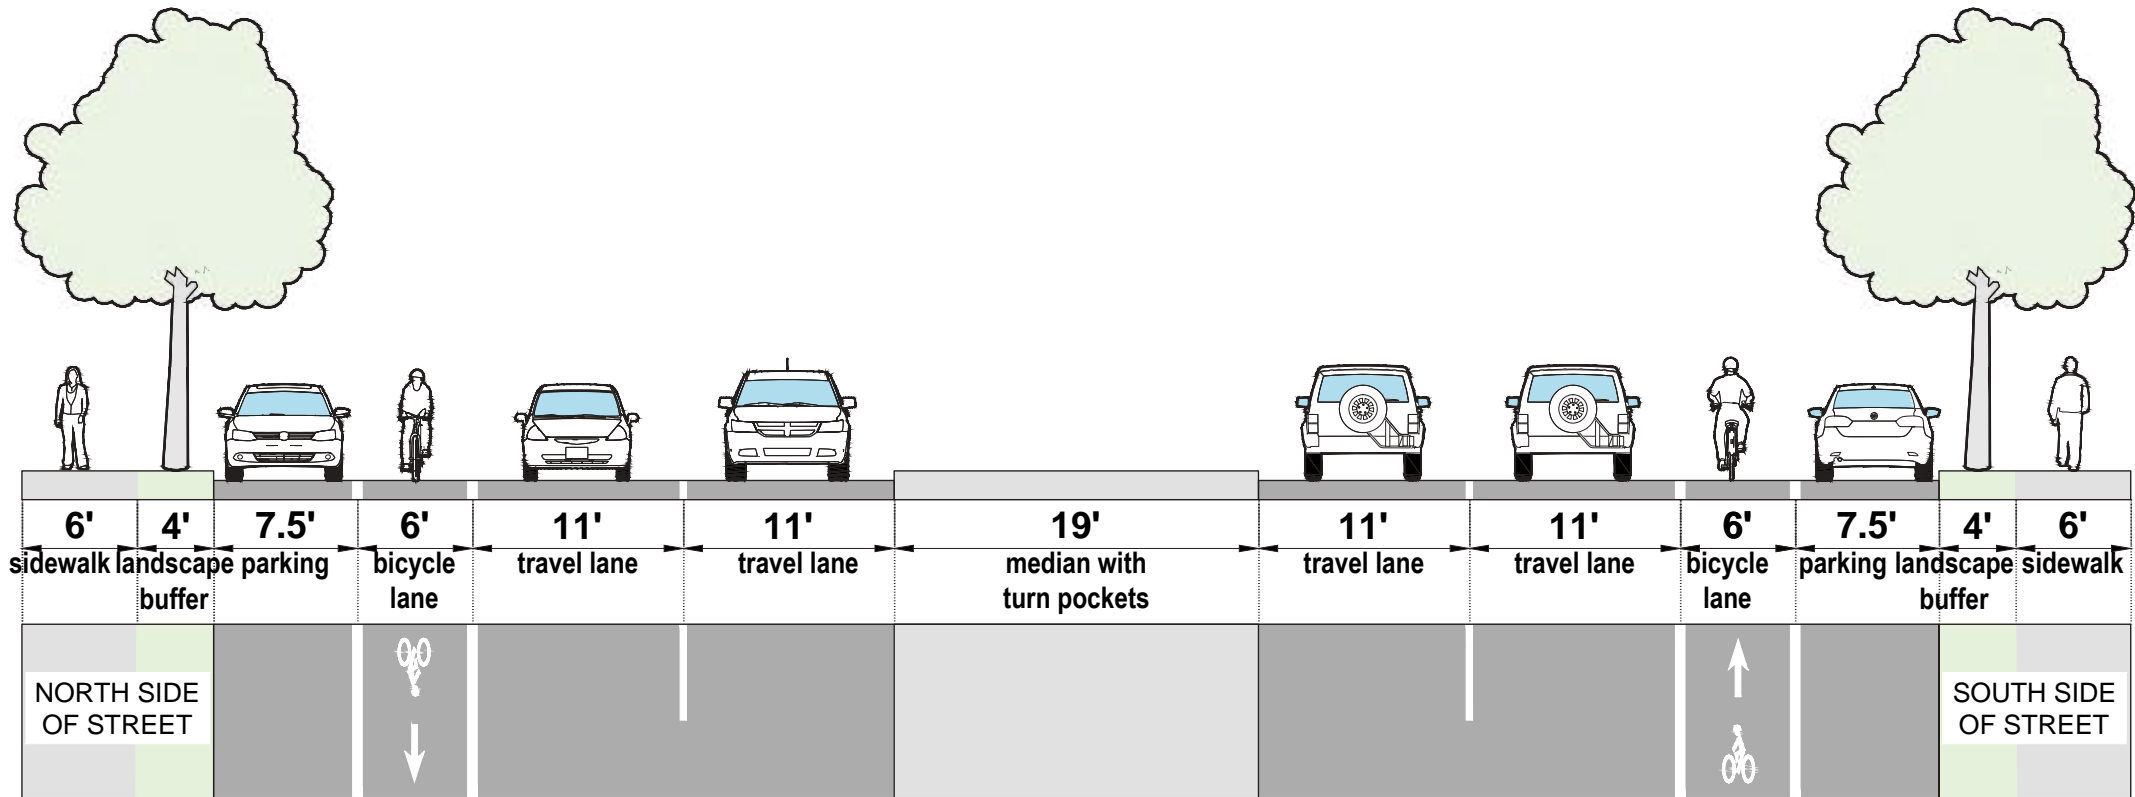 6' 4' 7.5' 6' 11' 11' 19' 11' 11' 6' 7.5' 4' 6'
sidewalk landscape parking bicycle travel lane travel lane median with travel lane travel lane bicycle parking landscape sidewalk
buffer lane turn pockets lane buffer
NORTH SIDE
OF STREET
SOUTH SIDE
OF STREET